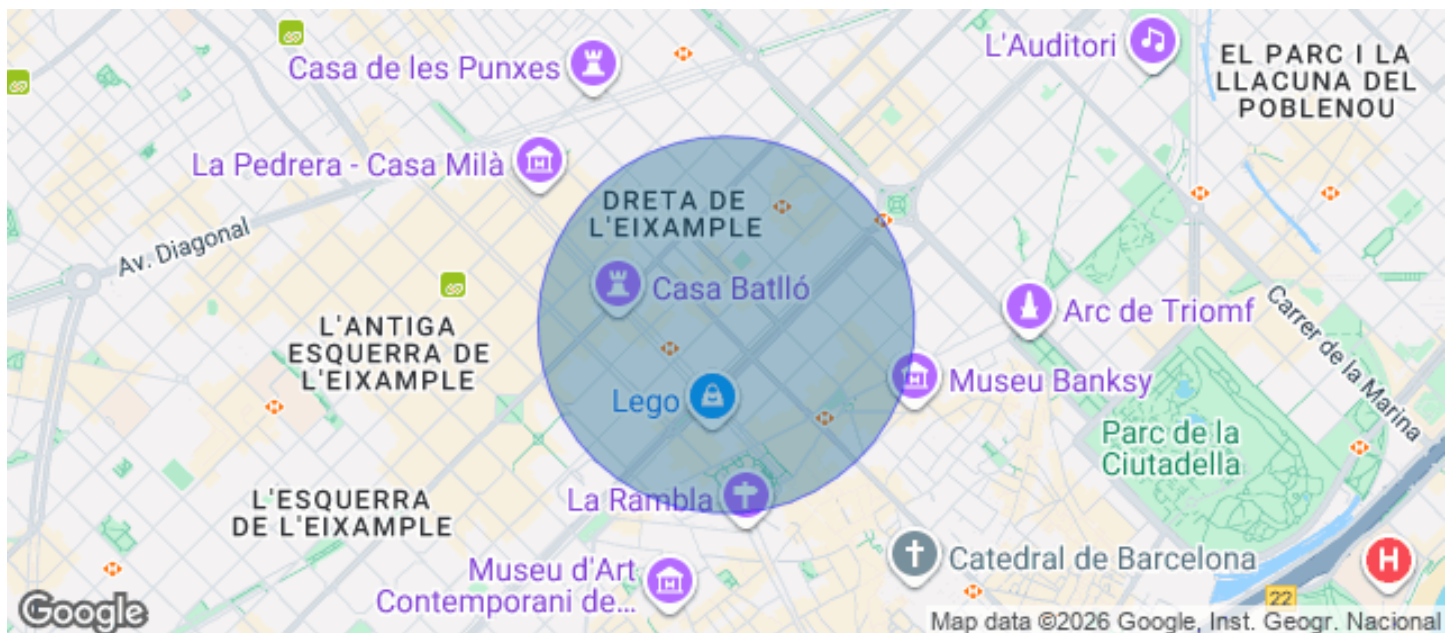 L'Auditori
EL PARC I LA
LLACUNA DEL
POBLENOU
Casa de les Punxes
La Pedrera - Casa Milà
DRETA DE
L'EIXAMPLE
Av. Diagonal
Casa Batlló
Arc de Triomf
Carrer de la Marina
L'ANTIGA
ESQUERRA DE
L'EIXAMPLE
Lego
Museu Banksy
Parc de la
Ciutadella
L'ESQUERRA
DE L'EIXAMPLE
La Rambla
Catedral de Barcelona
Museu d'Art
Contemporani de...
H
22
Google
Map data ©2026 Google, Inst. Geogr. Nacional